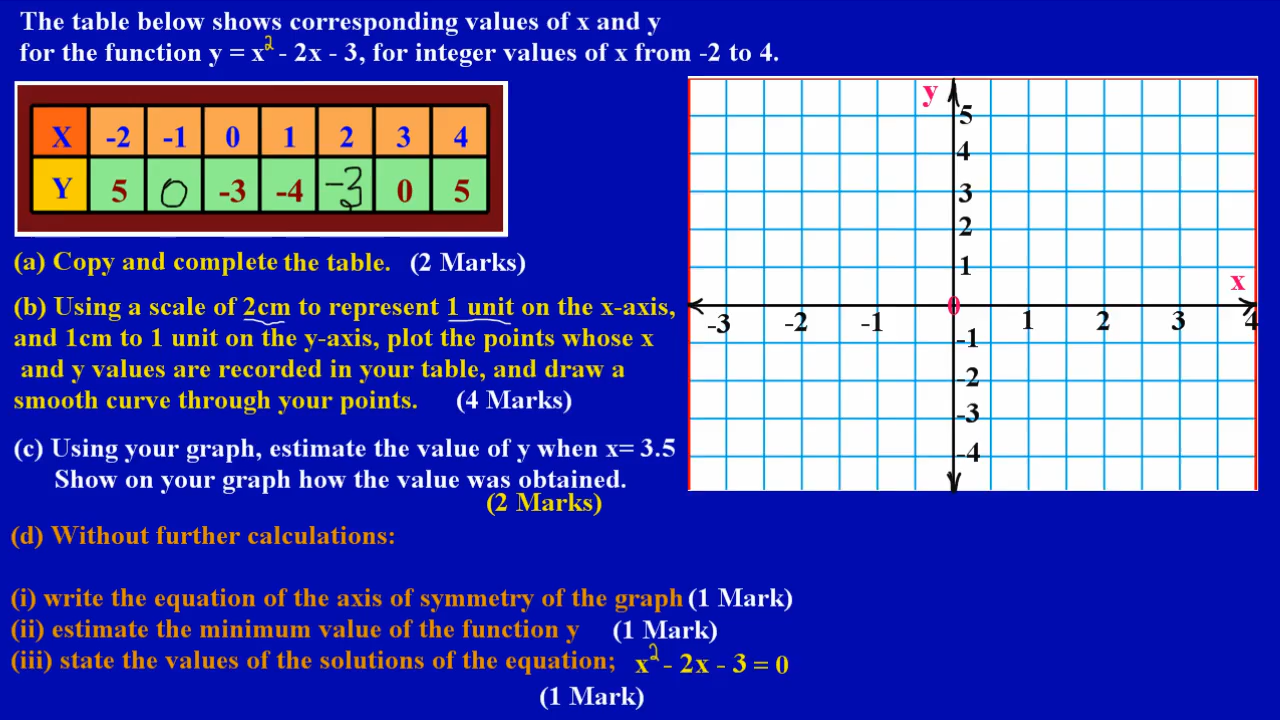 The table below shows corresponding values of x and y
for the function y = x² - 2x - 3, for integer values of x from -2 to 4.
X -2 -1 0 1 2 3 4
Y 5 0 -3 -4 -3 0 5
(a) Copy and complete the table. (2 Marks)
(b) Using a scale of 2cm to represent 1 unit on the x-axis,
and 1cm to 1 unit on the y-axis, plot the points whose x
and y values are recorded in your table, and draw a
smooth curve through your points. (4 Marks)
(c) Using your graph, estimate the value of y when x= 3.5
Show on your graph how the value was obtained.
(2 Marks)
(d) Without further calculations:
(i) write the equation of the axis of symmetry of the graph (1 Mark)
(ii) estimate the minimum value of the function y (1 Mark)
(iii) state the values of the solutions of the equation; x² - 2x - 3 = 0
(1 Mark)
y
5
4
3
2
1
x
0
-3 -2 -1 1 2 3 4
-1
-2
-3
-4